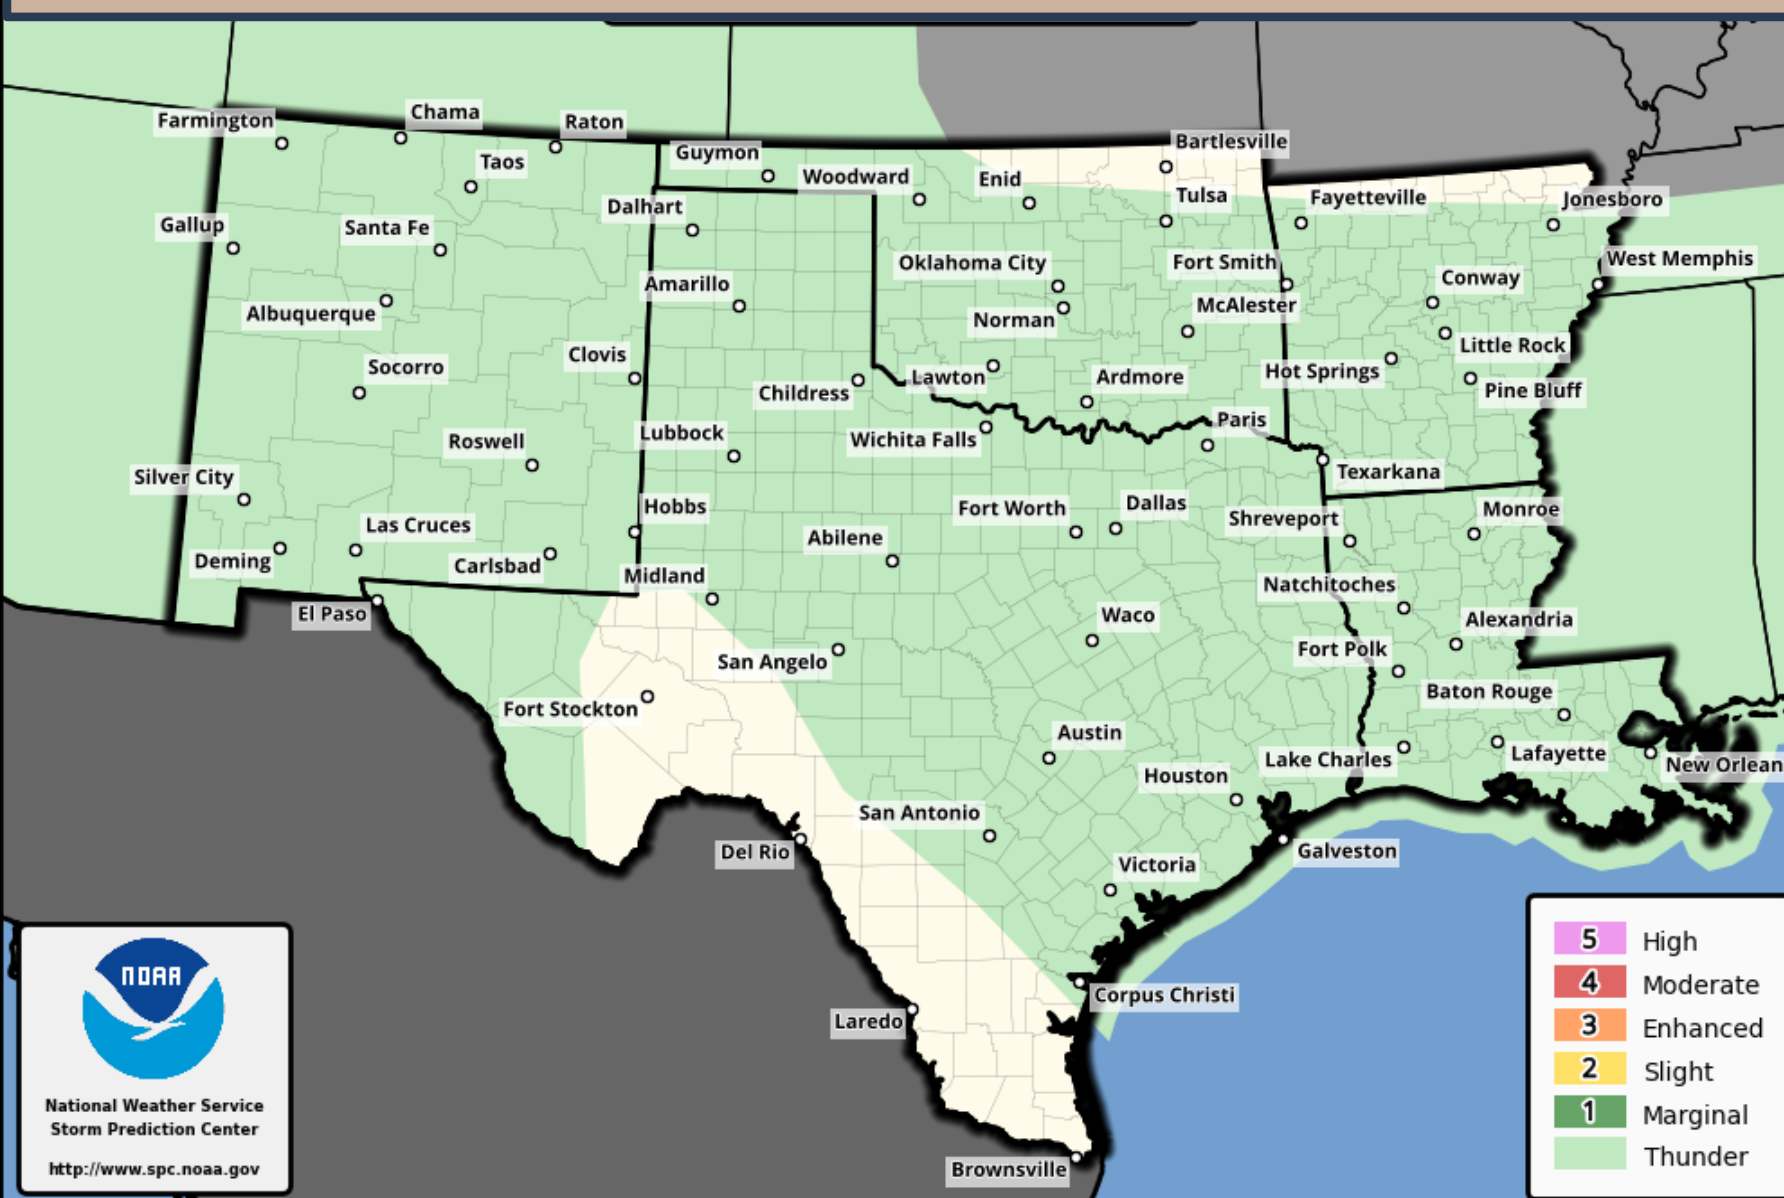 Chama
Farmington
Raton
Bartlesville
Guymon
Taos
Woodward
Enid
Tulsa
Fayetteville
Jonesboro
Dalhart
Gallup
Santa Fe
Oklahoma City
Fort Smith
West Memphis
Conway
Amarillo
McAlester
Albuquerque
Norman
Little Rock
Clovis
Socorro
Hot Springs
Lawton
Ardmore
Pine Bluff
Childress
Paris
Lubbock
Wichita Falls
Roswell
Texarkana
Silver City
Hobbs
Fort Worth
Dallas
Monroe
Shreveport
Las Cruces
Abilene
Deming
Carlsbad
Midland
Natchitoches
El Paso
Waco
Alexandria
Fort Polk
San Angelo
Baton Rouge
Fort Stockton
Austin
Lake Charles
Lafayette
New Orlean
Houston
San Antonio
Del Rio
Galveston
Victoria
Corpus Christi
Laredo
Brownsville
NOAA
National Weather Service
Storm Prediction Center
http://www.spc.noaa.gov
5 High
4 Moderate
3 Enhanced
2 Slight
1 Marginal
Thunder